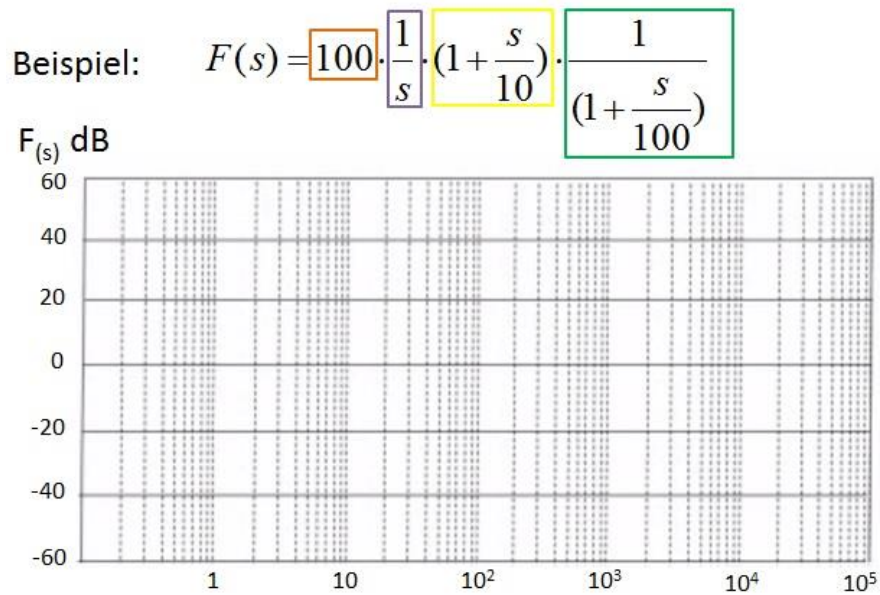 Beispiel: F(s) = 100 · 1/s · (1 + s/10) · 1/(1 + s/100)
F(s) dB
60
40
20
0
-20
-40
-60
1 10 10² 10³ 10⁴ 10⁵